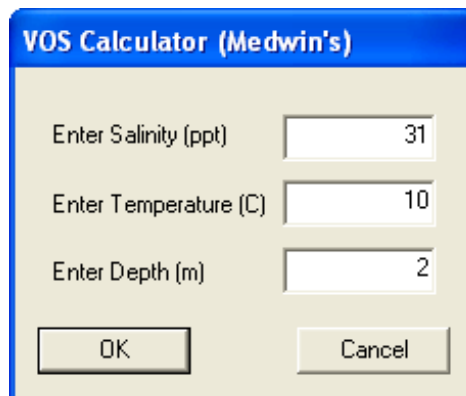 VOS Calculator (Medwin's)
Enter Salinity (ppt) 31
Enter Temperature (C) 10
Enter Depth (m) 2
OK Cancel